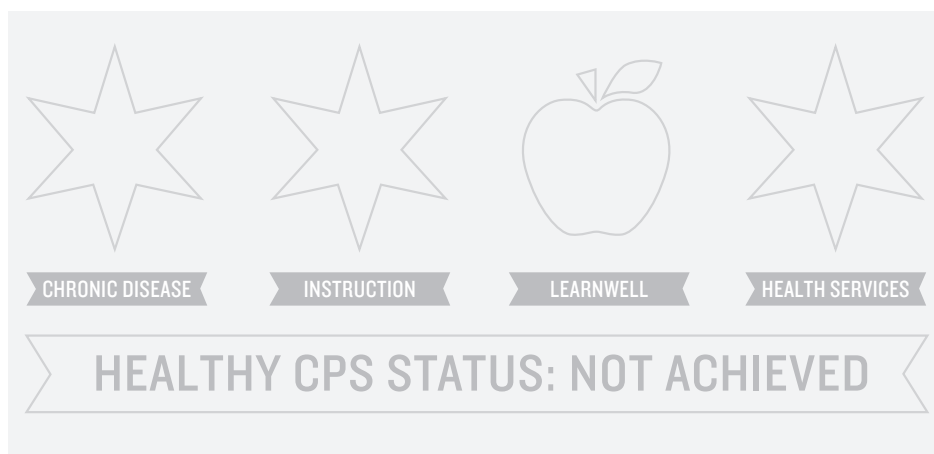 CHRONIC DISEASE
INSTRUCTION
LEARNWELL
HEALTH SERVICES
HEALTHY CPS STATUS: NOT ACHIEVED